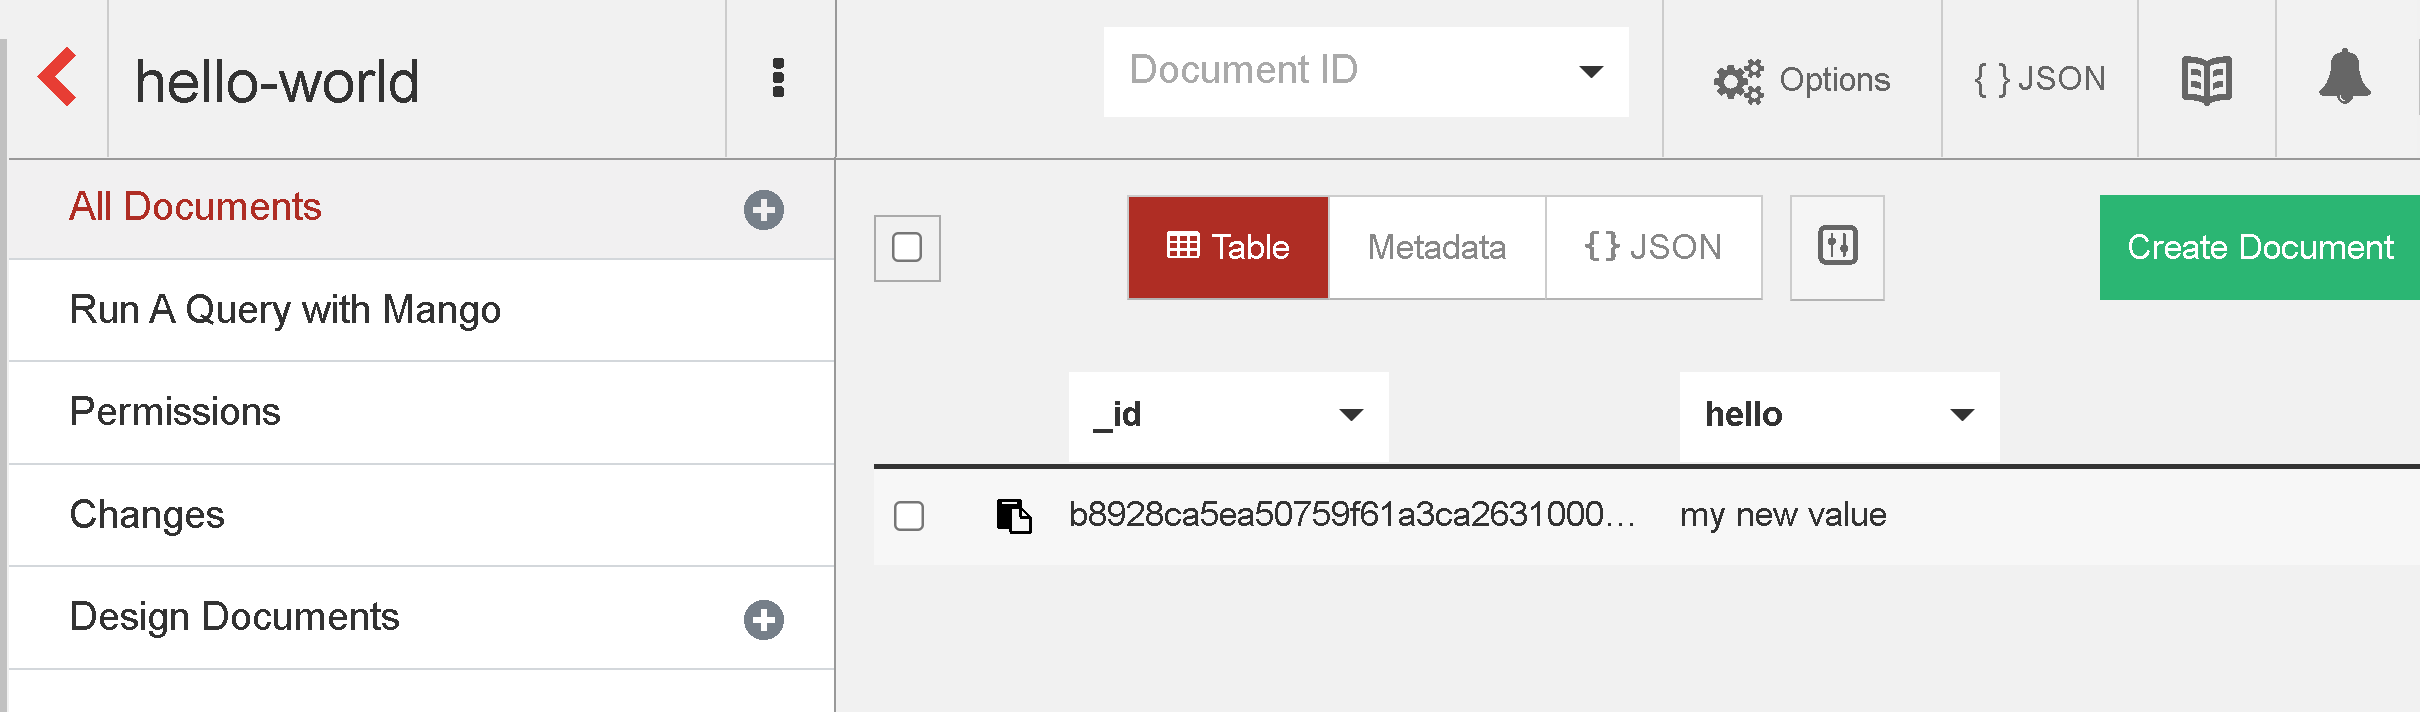 hello-world
Document ID
Options
{ } JSON
All Documents
Run A Query with Mango
Permissions
Changes
Design Documents
Table
Metadata
{} JSON
Create Document
_id
hello
b8928ca5ea50759f61a3ca2631000...
my new value